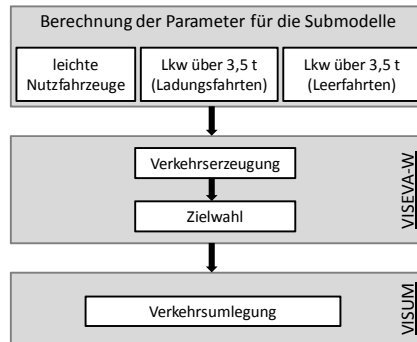 Berechnung der Parameter für die Submodelle
leichte
Nutzfahrzeuge
Lkw über 3,5 t
(Ladungsfahrten)
Lkw über 3,5 t
(Leerfahrten)
Verkehrserzeugung
Zielwahl
VISEVA-W
Verkehrsumlegung
VISUM